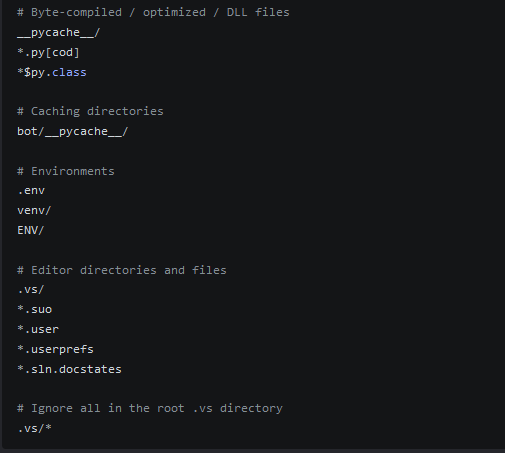 # Byte-compiled / optimized / DLL files
__pycache__/
*.py[cod]
*$py.class
# Caching directories
bot/__pycache__/
# Environments
.env
venv/
ENV/
# Editor directories and files
.vs/
*.suo
*.user
*.userprefs
*.sln.docstates
# Ignore all in the root .vs directory
.vs/*